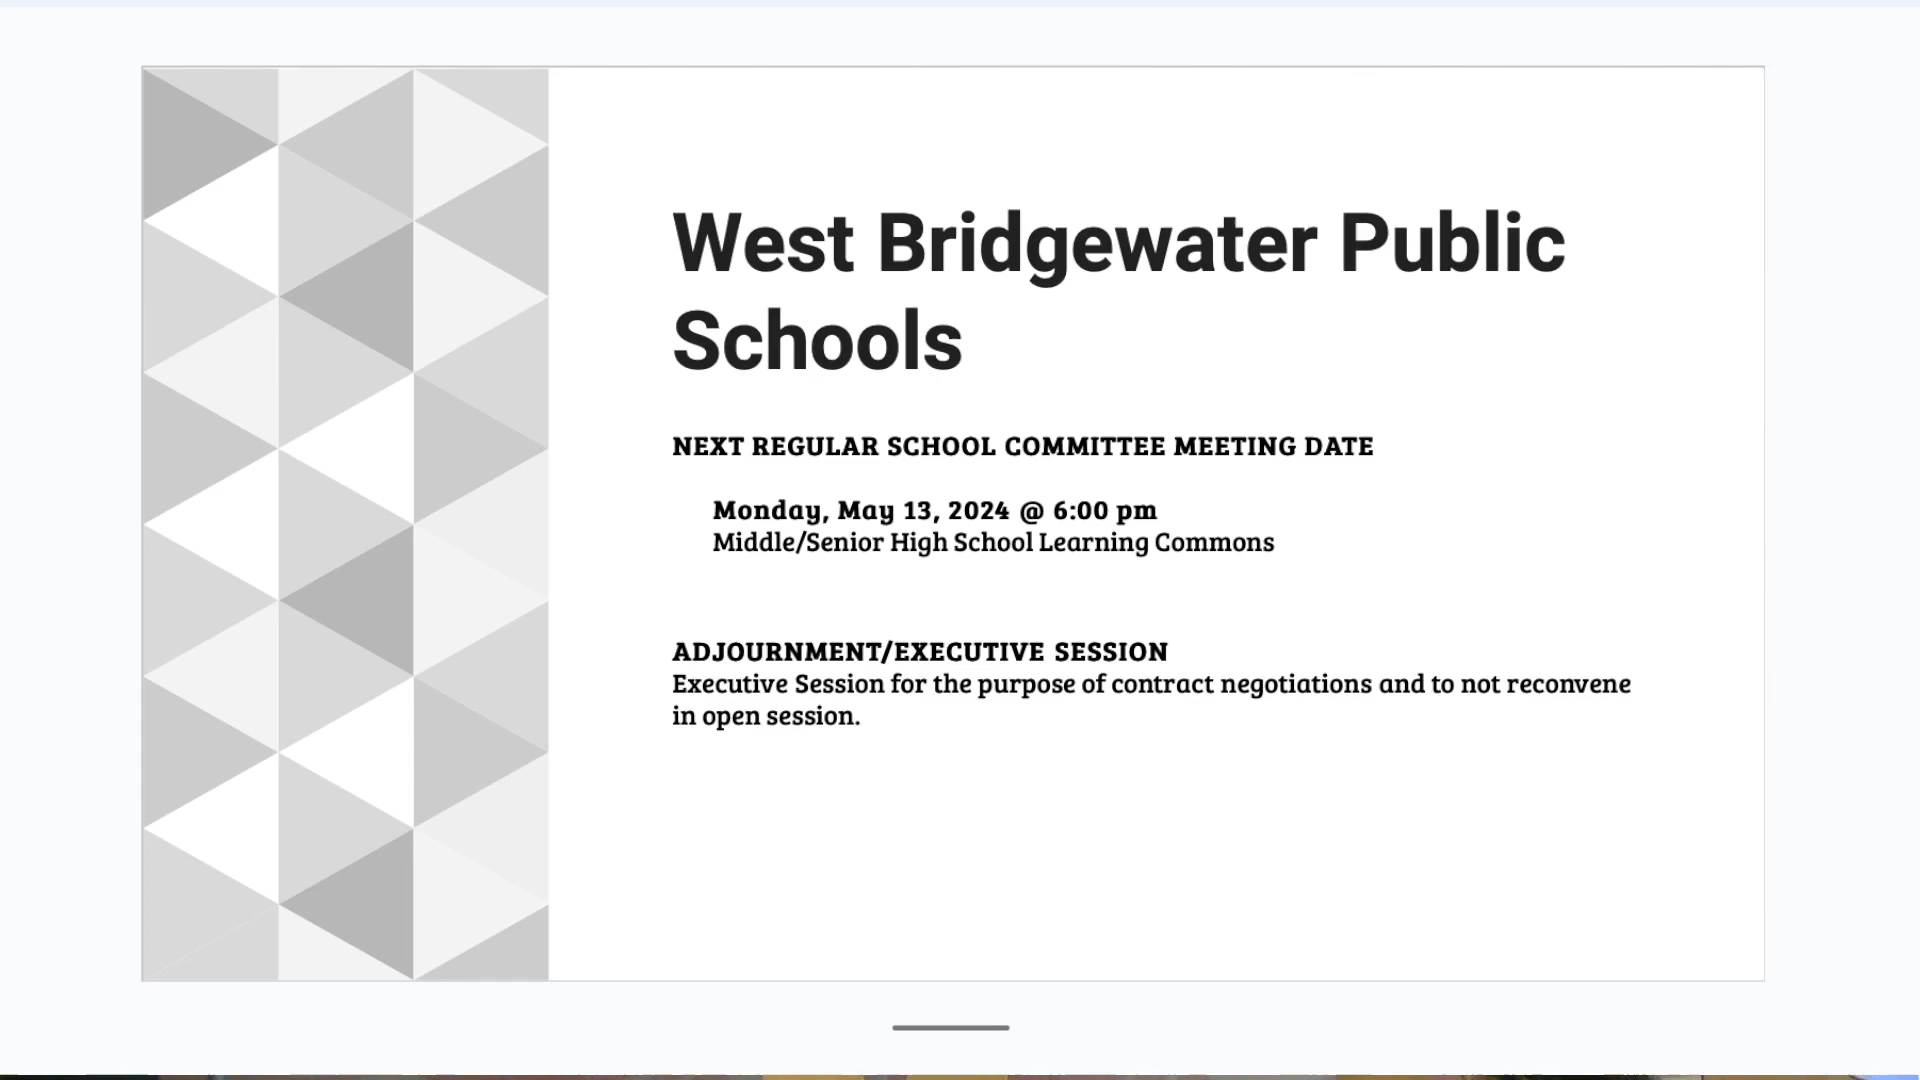 West Bridgewater Public
Schools
NEXT REGULAR SCHOOL COMMITTEE MEETING DATE
Monday, May 13, 2024 @ 6:00 pm
Middle/Senior High School Learning Commons
ADJOURNMENT/EXECUTIVE SESSION
Executive Session for the purpose of contract negotiations and to not reconvene
in open session.